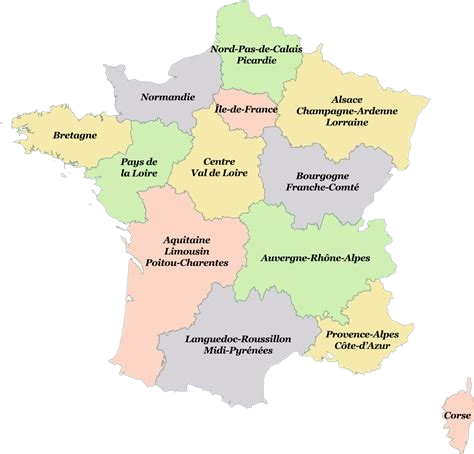 Nord-Pas-de-Calais
Picardie
Normandie
Île-de-France
Alsace
Champagne-Ardenne
Lorraine
Bretagne
Pays de
la Loire
Centre
Val de Loire
Bourgogne
Franche-Comté
Aquitaine
Limousin
Poitou-Charentes
Auvergne-Rhône-Alpes
Languedoc-Roussillon
Midi-Pyrénées
Provence-Alpes
Côte-d'Azur
Corse